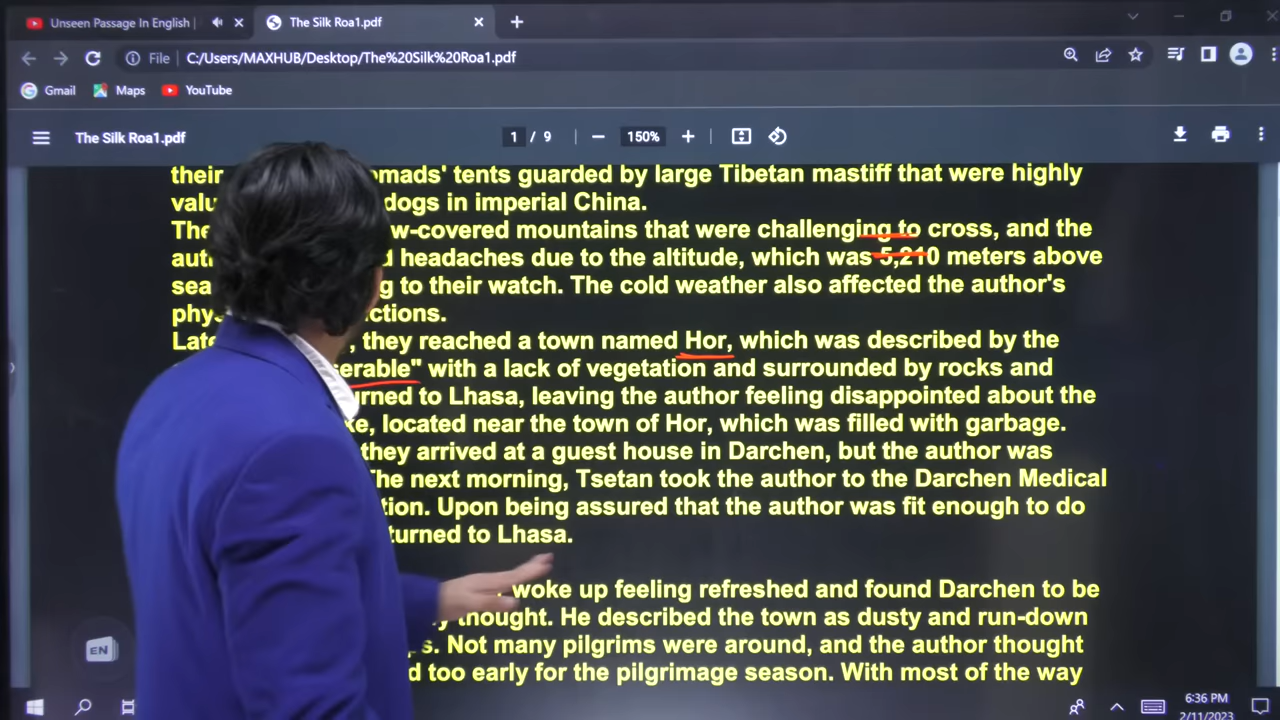 Unseen Passage In English
The Silk Roa1.pdf
File C:/Users/MAXHUB/Desktop/The%20Silk%20Roa1.pdf
Gmail Maps YouTube
The Silk Roa1.pdf 1 / 9 150%
their omads' tents guarded by large Tibetan mastiff that were highly
valu dogs in imperial China.
The w-covered mountains that were challenging to cross, and the
auth d headaches due to the altitude, which was 5,210 meters above
sea g to their watch. The cold weather also affected the author's
phys ctions.
Late , they reached a town named Hor, which was described by the
serable" with a lack of vegetation and surrounded by rocks and
urned to Lhasa, leaving the author feeling disappointed about the
ke, located near the town of Hor, which was filled with garbage.
they arrived at a guest house in Darchen, but the author was
The next morning, Tsetan took the author to the Darchen Medical
tion. Upon being assured that the author was fit enough to do
turned to Lhasa.
woke up feeling refreshed and found Darchen to be
y thought. He described the town as dusty and run-down
s. Not many pilgrims were around, and the author thought
d too early for the pilgrimage season. With most of the way
EN
6:36 PM
2/11/2023